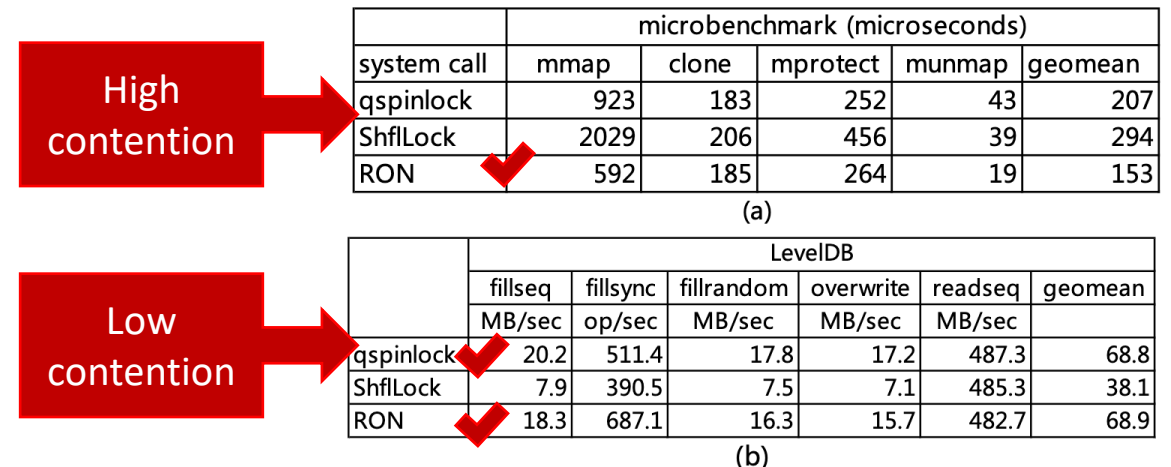 High
contention
microbenchmark (microseconds)
system call mmap clone mprotect munmap geomean
qspinlock 923 183 252 43 207
ShflLock 2029 206 456 39 294
RON 592 185 264 19 153
(a)
Low
contention
LevelDB
fillseq fillsync fillrandom overwrite readseq geomean
MB/sec op/sec MB/sec MB/sec MB/sec
qspinlock 20.2 511.4 17.8 17.2 487.3 68.8
ShflLock 7.9 390.5 7.5 7.1 485.3 38.1
RON 18.3 687.1 16.3 15.7 482.7 68.9
(b)